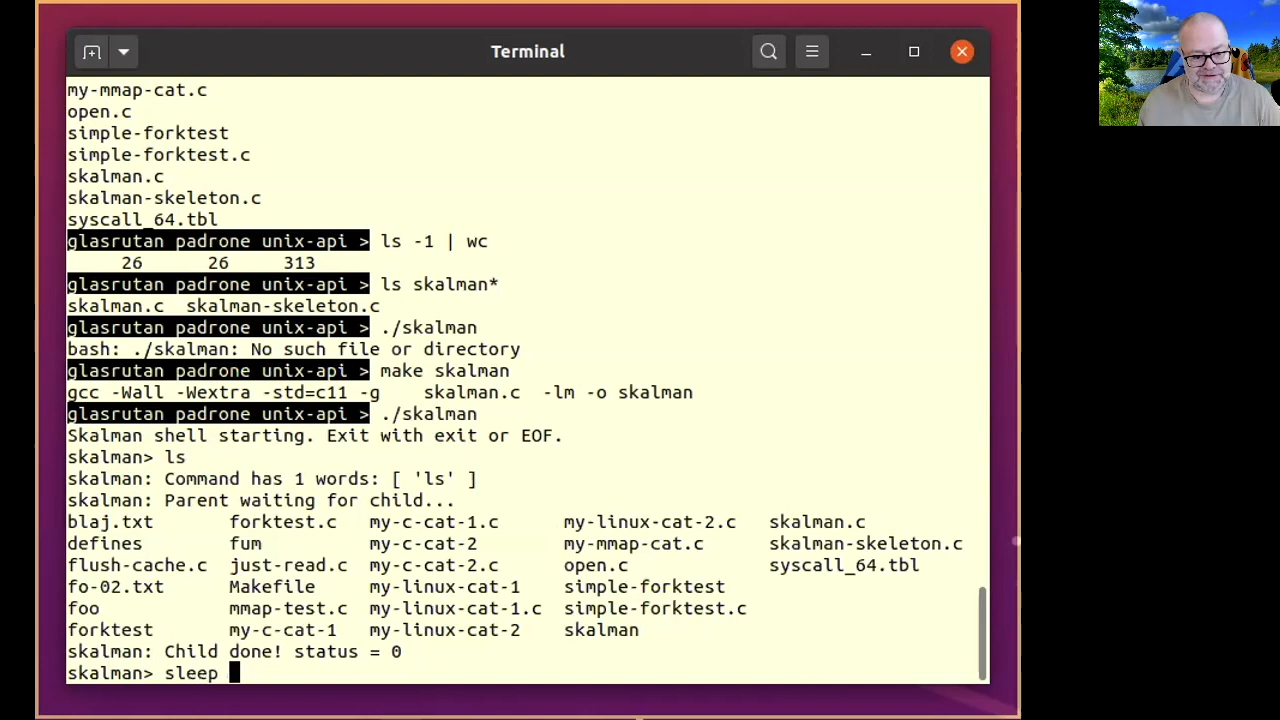 Terminal
my-mmap-cat.c
open.c
simple-forktest
simple-forktest.c
skalman.c
skalman-skeleton.c
syscall_64.tbl
glasrutan padrone unix-api > ls -1 | wc
     26      26     313
glasrutan padrone unix-api > ls skalman*
skalman.c  skalman-skeleton.c
glasrutan padrone unix-api > ./skalman
bash: ./skalman: No such file or directory
glasrutan padrone unix-api > make skalman
gcc -Wall -Wextra -std=c11 -g    skalman.c  -lm -o skalman
glasrutan padrone unix-api > ./skalman
Skalman shell starting. Exit with exit or EOF.
skalman> ls
skalman: Command has 1 words: [ 'ls' ]
skalman: Parent waiting for child...
blaj.txt       forktest.c   my-c-cat-1.c      my-linux-cat-2.c   skalman.c
defines        fum          my-c-cat-2        my-mmap-cat.c      skalman-skeleton.c
flush-cache.c  just-read.c  my-c-cat-2.c      open.c             syscall_64.tbl
fo-02.txt      Makefile     my-linux-cat-1    simple-forktest
foo            mmap-test.c  my-linux-cat-1.c  simple-forktest.c
forktest       my-c-cat-1   my-linux-cat-2    skalman
skalman: Child done! status = 0
skalman> sleep